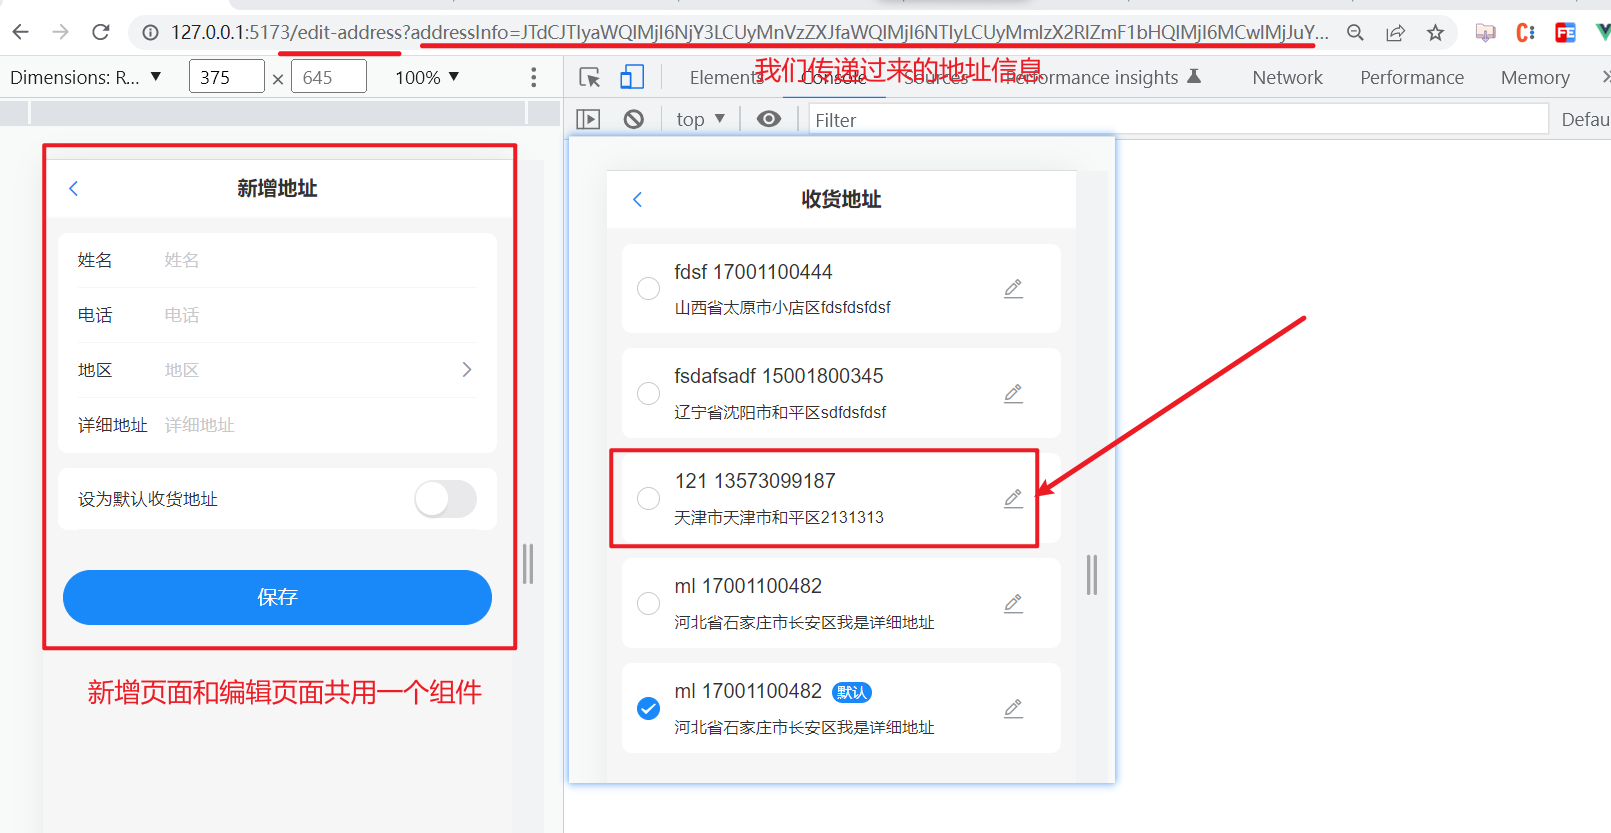 127.0.0.1:5173/edit-address?addressInfo=JTdCJTIyaWQlMjI6NjY3LCUyMnVzZXJfaWQlMjI6NTIyLCUyMmlzX2RlZmF1bHQlMjI6MCwlMjJuY...
Dimensions: R...
375
×
645
100%
Elements
Console
Sources
Performance insights
Network
Performance
Memory
我们传递过来的地址信息
top
Filter
Defau
新增地址
姓名 姓名
电话 电话
地区 地区
详细地址 详细地址
设为默认收货地址
保存
新增页面和编辑页面共用一个组件
收货地址
fdsf 17001100444
山西省太原市小店区fdsfdsfdsf
fsdafsadf 15001800345
辽宁省沈阳市和平区sdfdsfdsf
121 13573099187
天津市天津市和平区2131313
ml 17001100482
河北省石家庄市长安区我是详细地址
ml 17001100482 默认
河北省石家庄市长安区我是详细地址